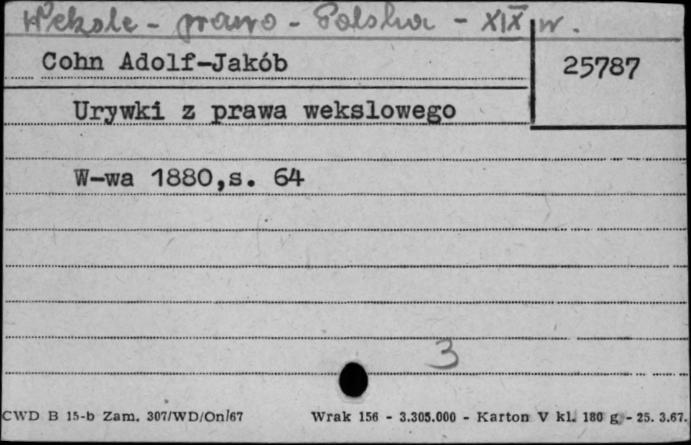 Weksle - prawo - Polska - XIX w.
Cohn Adolf-Jakób
25787
Urywki z prawa wekslowego
W-wa 1880,s. 64
3
CWD B 15-b Zam. 307/WD/On/67 Wrak 156 - 3.305.000 - Karton V kl. 180 g - 25. 3.67.